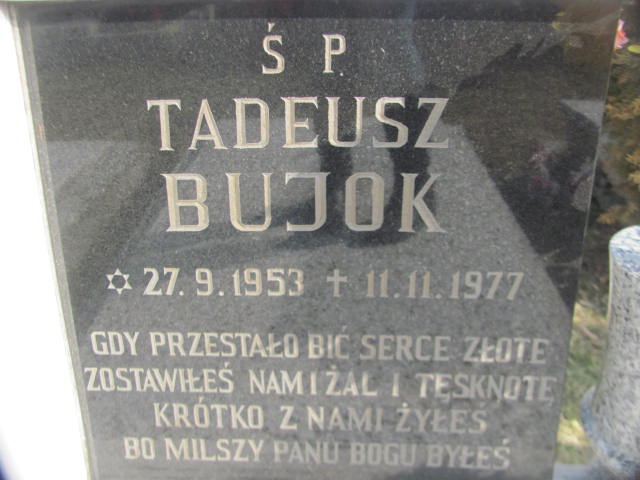 Ś P.
TADEUSZ
BUJOK
✡ 27.9.1953 † 11.11.1977
GDY PRZESTAŁO BIĆ SERCE ZŁOTE
ZOSTAWIŁEŚ NAM I ŻAL I TĘSKNOTĘ
KRÓTKO Z NAMI ŻYŁEŚ
BO MILSZY PANU BOGU BYŁEŚ